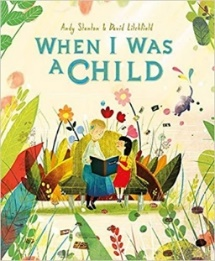 Andy Stanton & David Litchfield
WHEN I WAS
A CHILD